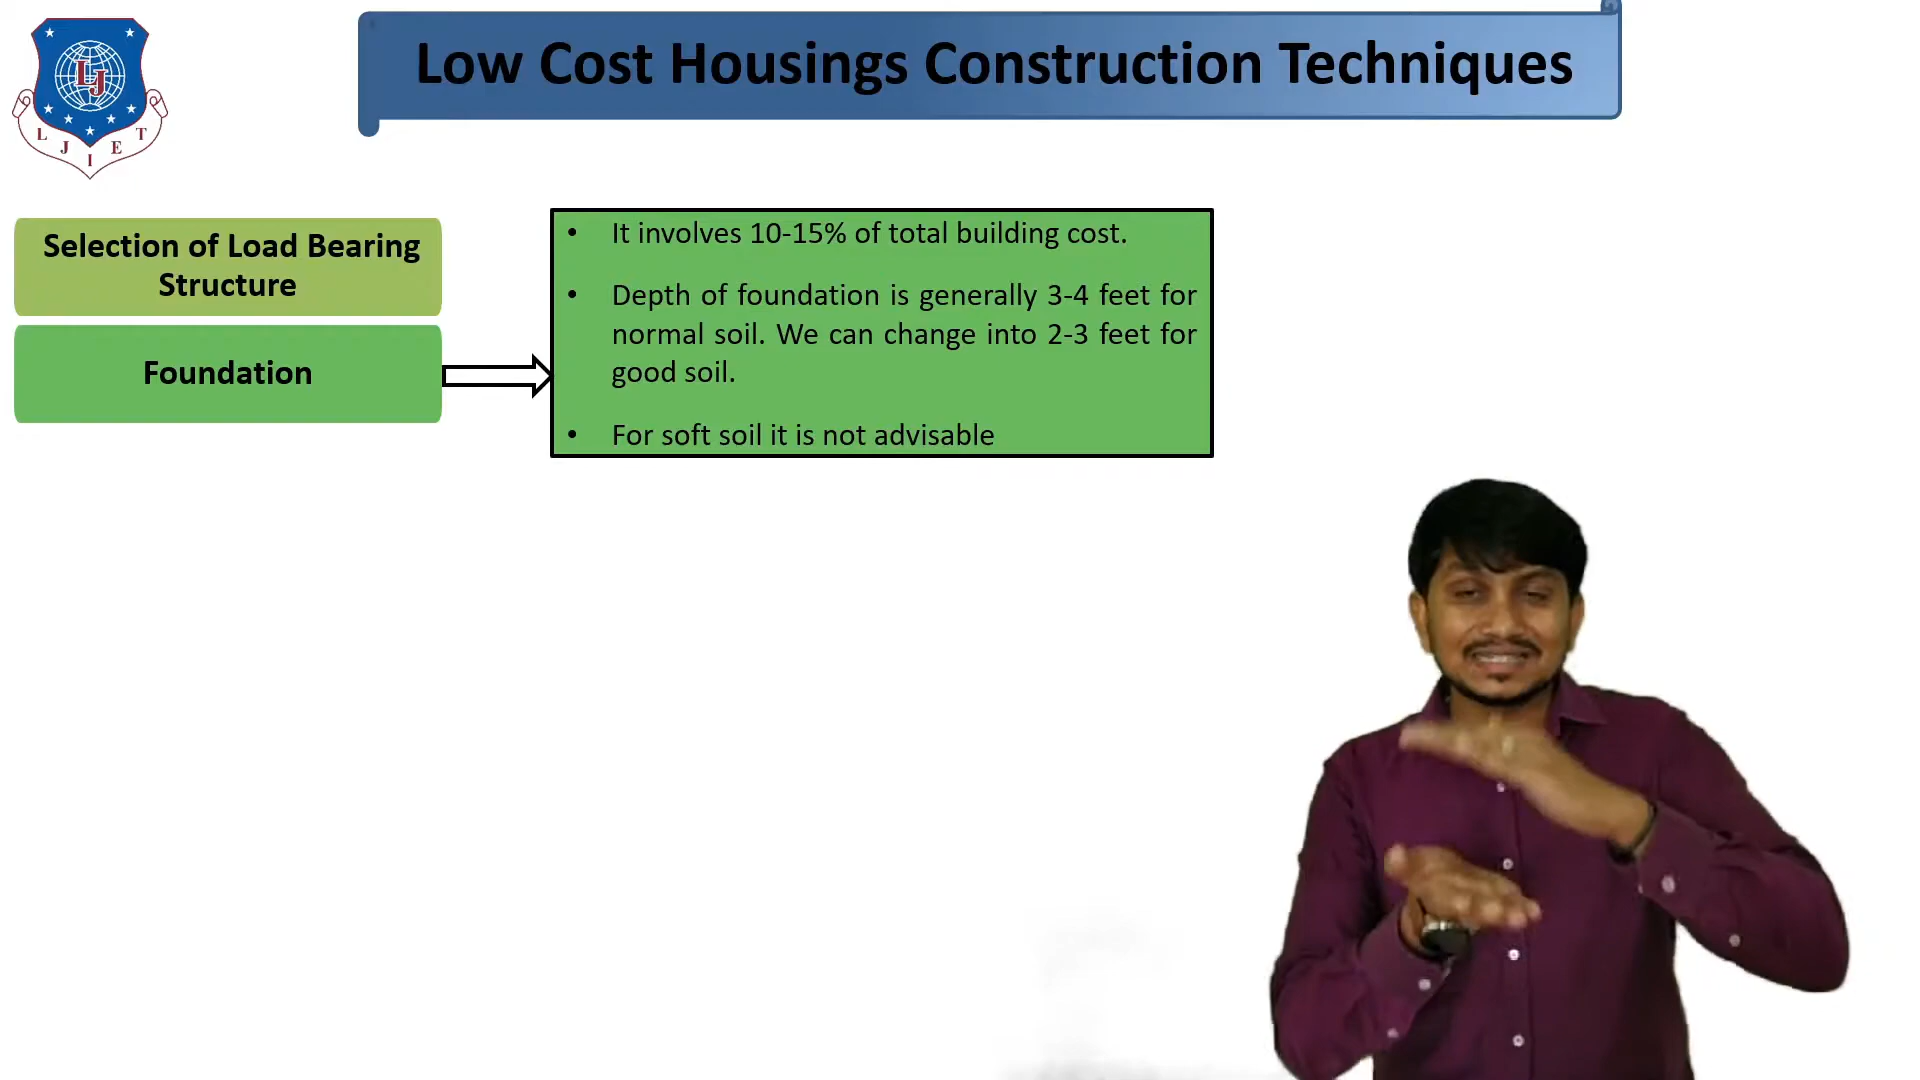 LJ
L J I E T
Low Cost Housings Construction Techniques
Selection of Load Bearing
Structure
Foundation
• It involves 10-15% of total building cost.
• Depth of foundation is generally 3-4 feet for
normal soil. We can change into 2-3 feet for
good soil.
• For soft soil it is not advisable